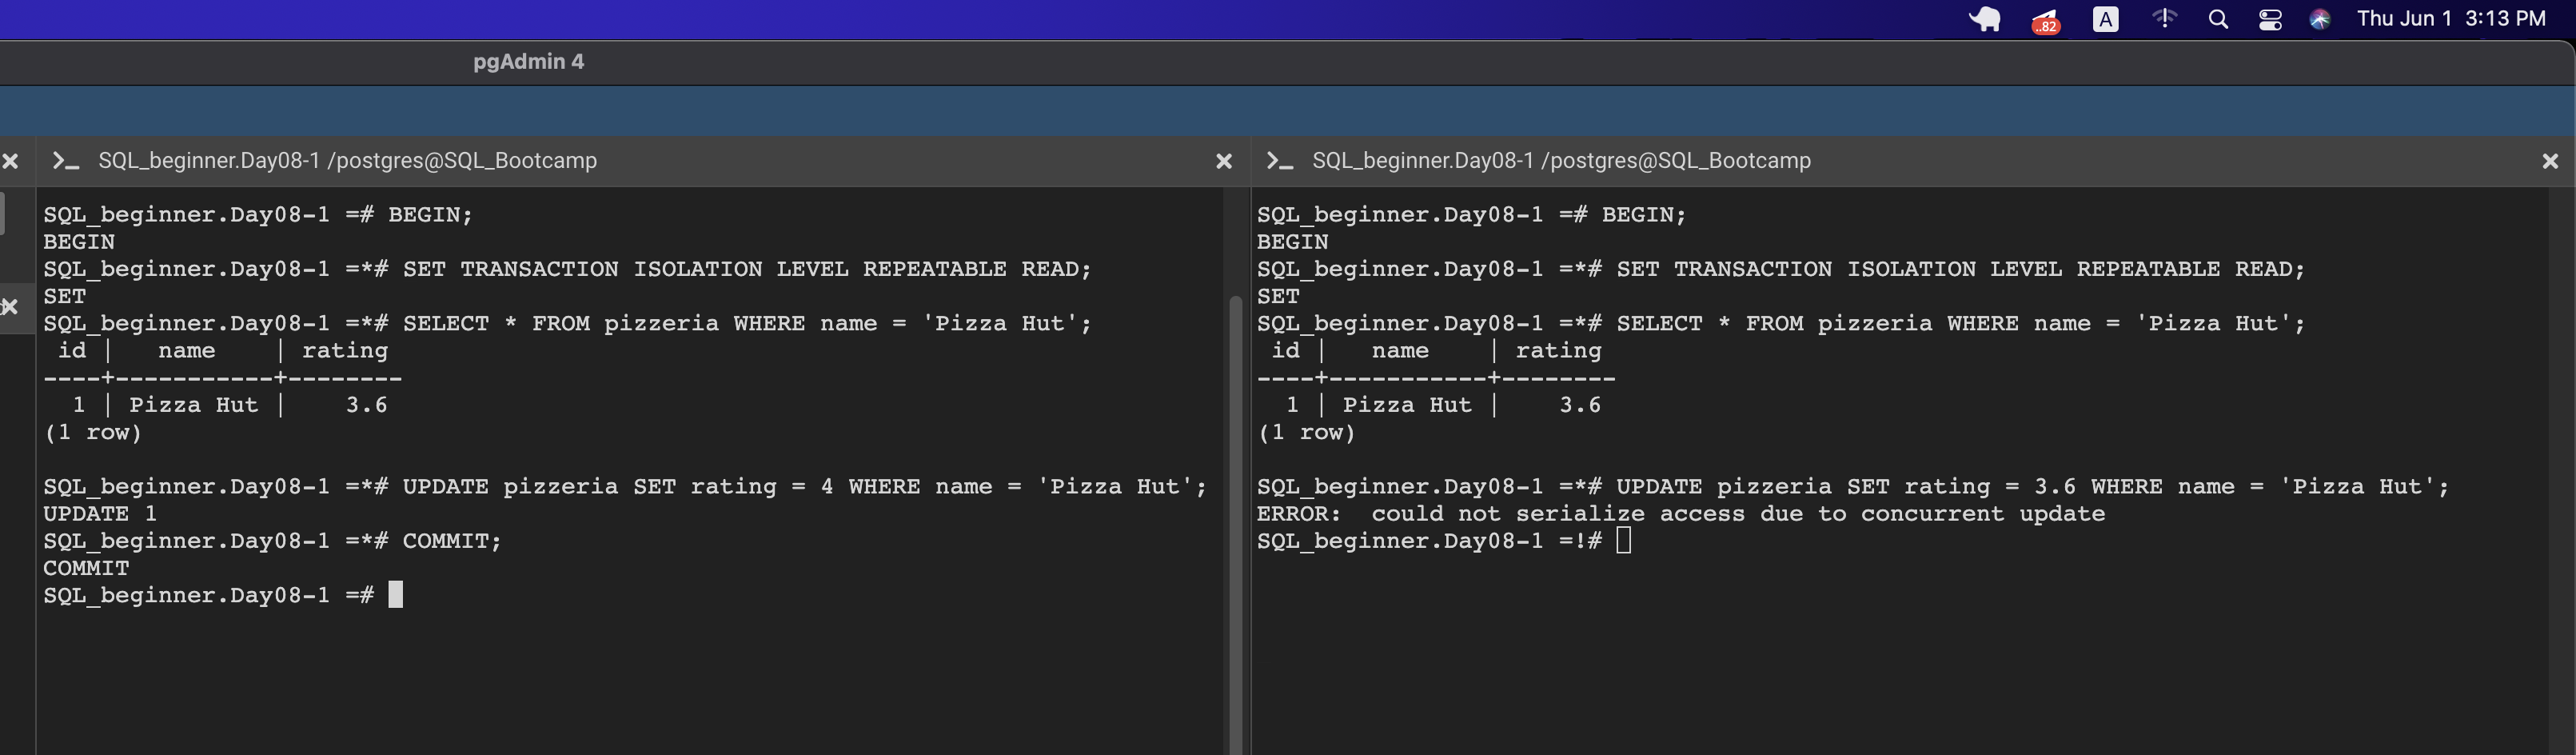 ..82 A Thu Jun 1 3:13 PM
pgAdmin 4
SQL_beginner.Day08-1 /postgres@SQL_Bootcamp
SQL_beginner.Day08-1 =# BEGIN;
BEGIN
SQL_beginner.Day08-1 =*# SET TRANSACTION ISOLATION LEVEL REPEATABLE READ;
SET
SQL_beginner.Day08-1 =*# SELECT * FROM pizzeria WHERE name = 'Pizza Hut';
 id |   name    | rating
----+-----------+--------
  1 | Pizza Hut |    3.6
(1 row)
SQL_beginner.Day08-1 =*# UPDATE pizzeria SET rating = 4 WHERE name = 'Pizza Hut';
UPDATE 1
SQL_beginner.Day08-1 =*# COMMIT;
COMMIT
SQL_beginner.Day08-1 =#
SQL_beginner.Day08-1 /postgres@SQL_Bootcamp
SQL_beginner.Day08-1 =# BEGIN;
BEGIN
SQL_beginner.Day08-1 =*# SET TRANSACTION ISOLATION LEVEL REPEATABLE READ;
SET
SQL_beginner.Day08-1 =*# SELECT * FROM pizzeria WHERE name = 'Pizza Hut';
 id |   name    | rating
----+-----------+--------
  1 | Pizza Hut |    3.6
(1 row)
SQL_beginner.Day08-1 =*# UPDATE pizzeria SET rating = 3.6 WHERE name = 'Pizza Hut';
ERROR:  could not serialize access due to concurrent update
SQL_beginner.Day08-1 =!#